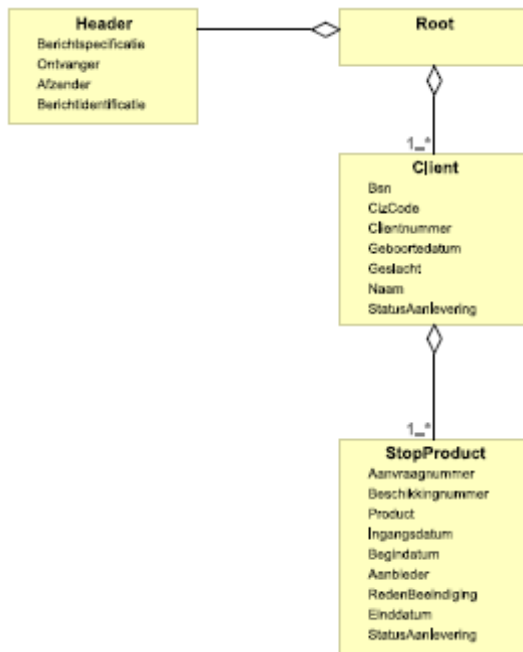 Header
Berichtspecificatie
Ontvanger
Afzender
Berichtidentificatie
Root
1..*
Client
Bsn
CizCode
Clientnummer
Geboortedatum
Geslacht
Naam
StatusAanlevering
1..*
StopProduct
Aanvraagnummer
Beschikkingnummer
Product
Ingangsdatum
Begindatum
Aanbieder
RedenBeeindiging
Einddatum
StatusAanlevering